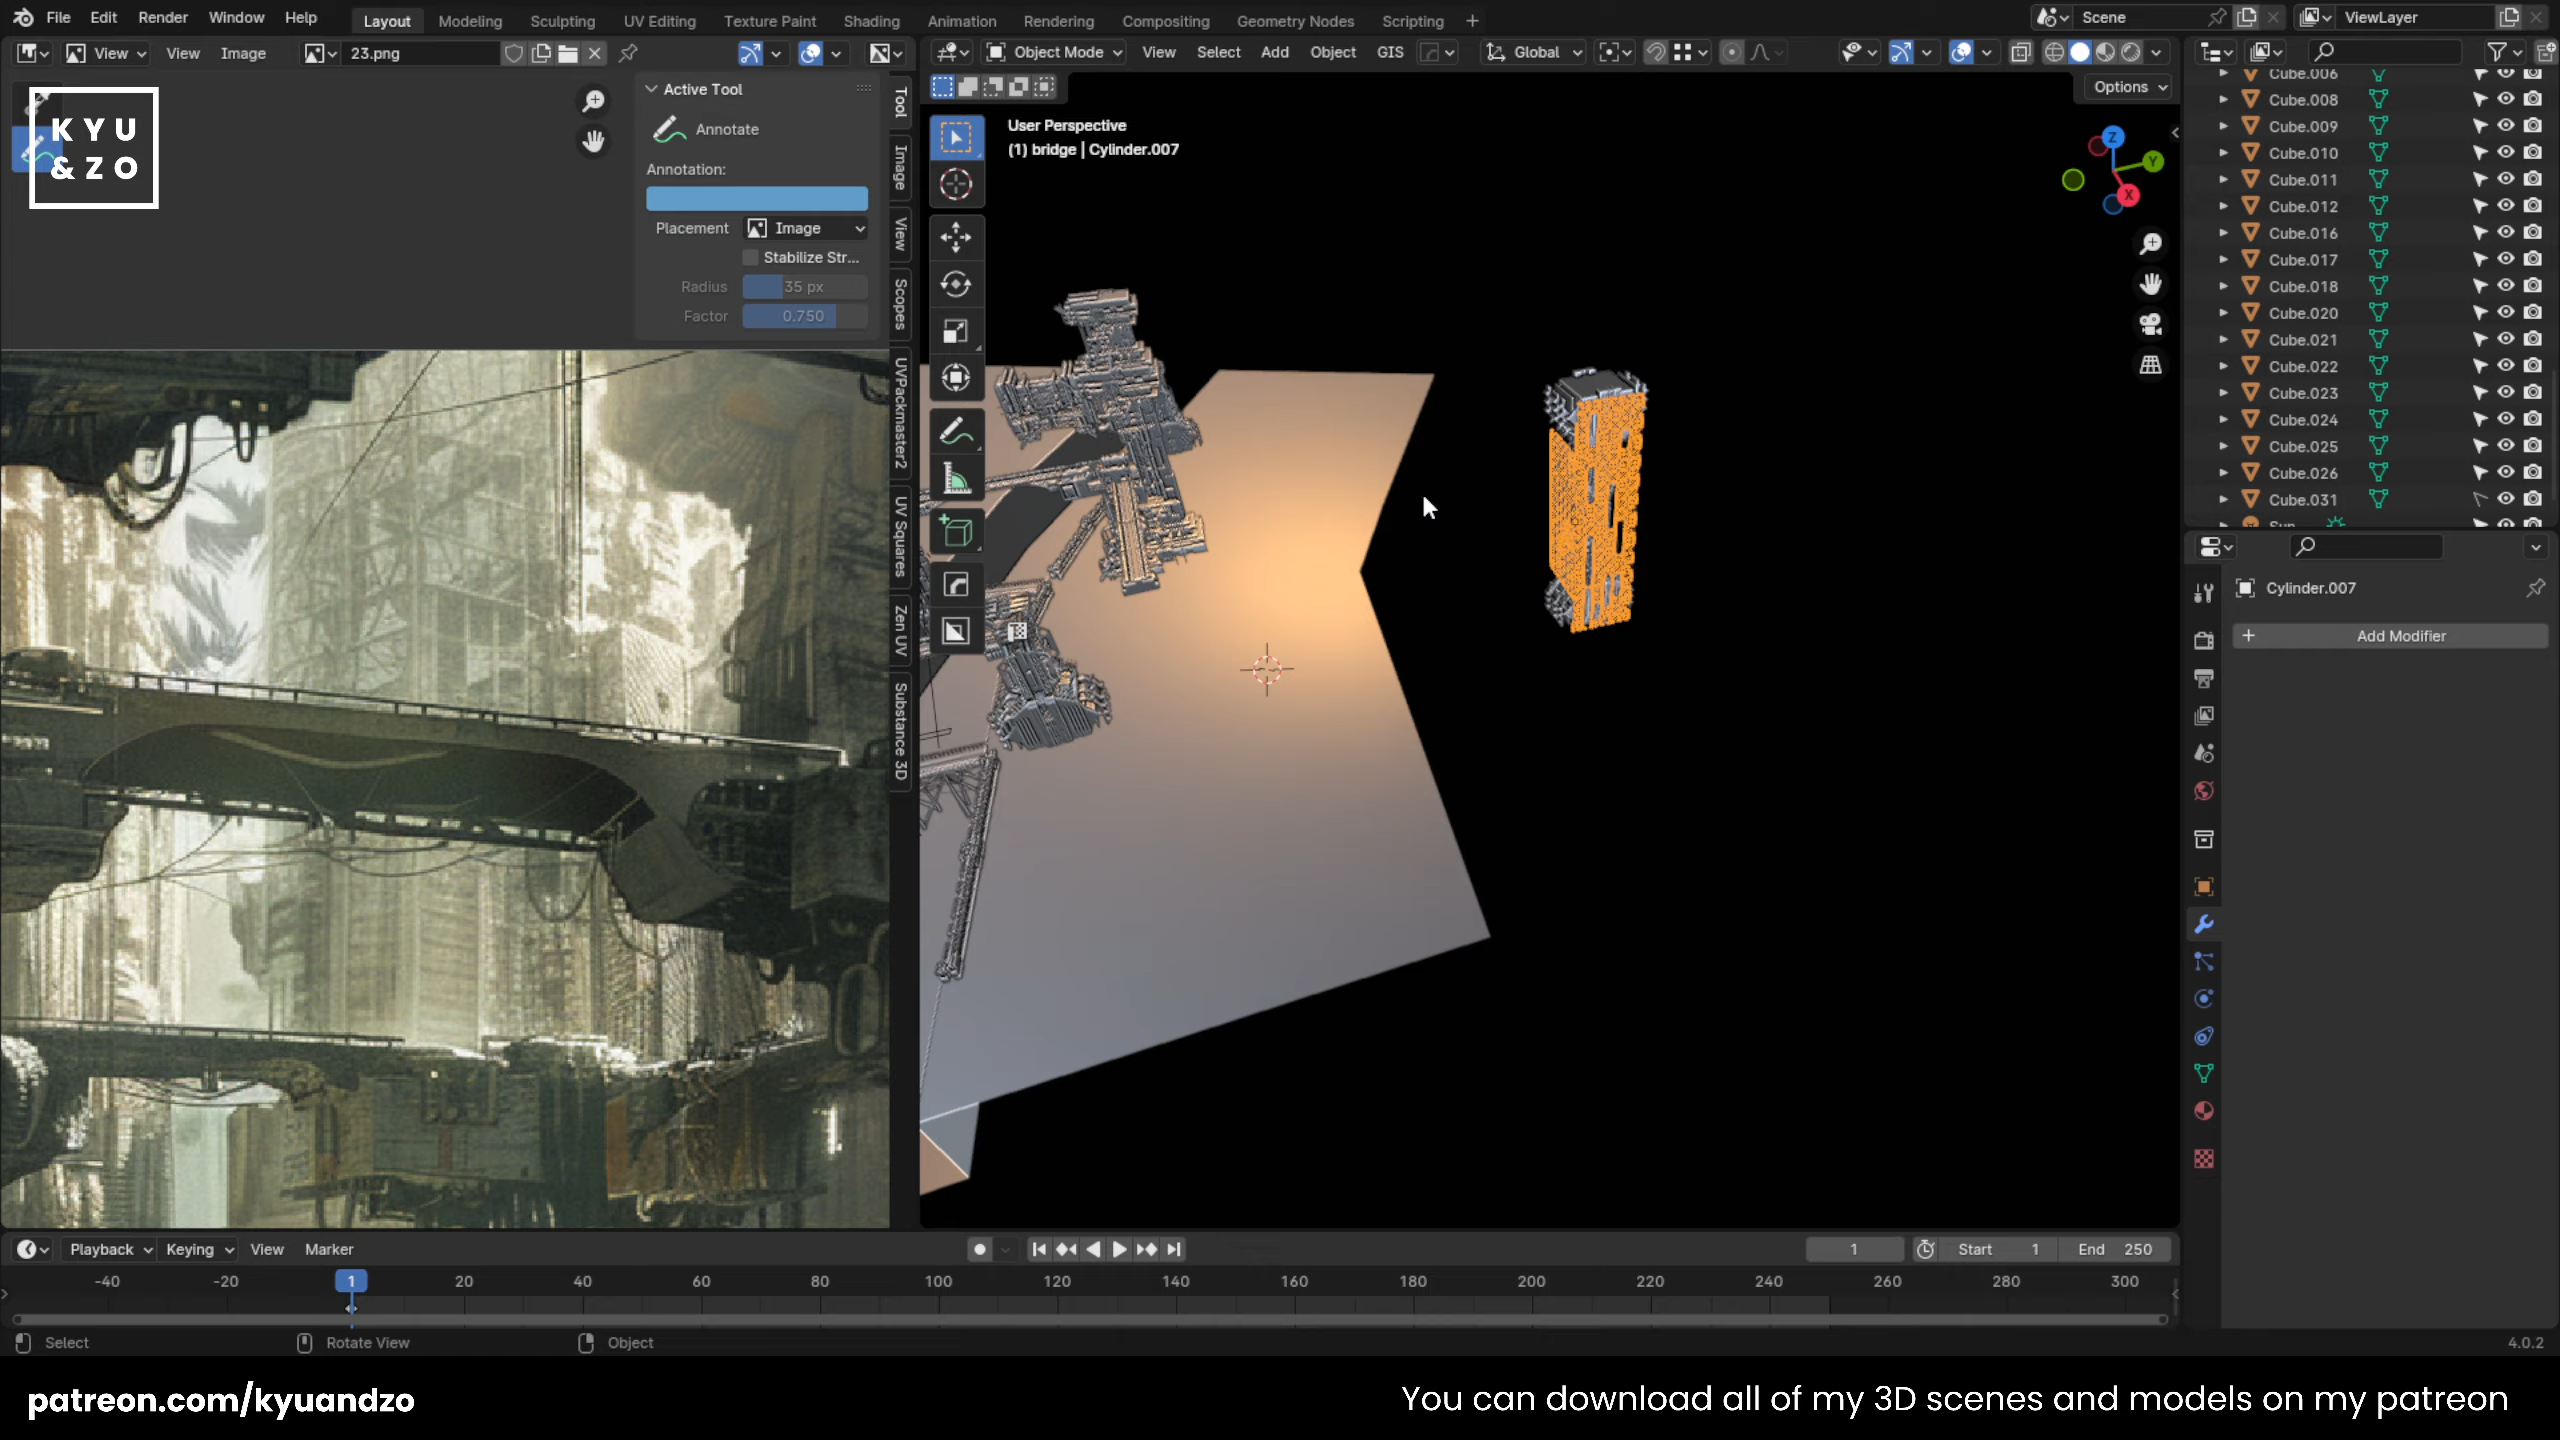 File Edit Render Window Help Layout Modeling Sculpting UV Editing Texture Paint Shading Animation Rendering Compositing Geometry Nodes Scripting + Scene ViewLayer
View View Image 23.png Object Mode View Select Add Object GIS Global
Options
KYU
&ZO
Active Tool
Annotate
Annotation:
Placement Image
Stabilize Str...
Radius 35 px
Factor 0.750
Tool
Image
View
Scopes
UVPackmaster2
UV Squares
Zen UV
Substance 3D
User Perspective
(1) bridge | Cylinder.007
Z
Y
X
Cube.006
Cube.008
Cube.009
Cube.010
Cube.011
Cube.012
Cube.016
Cube.017
Cube.018
Cube.020
Cube.021
Cube.022
Cube.023
Cube.024
Cube.025
Cube.026
Cube.031
Sun
Cylinder.007
+ Add Modifier
Playback Keying View Marker 1 Start 1 End 250
-40 -20 1 20 40 60 80 100 120 140 160 180 200 220 240 260 280 300
Select Rotate View Object 4.0.2
patreon.com/kyuandzo
You can download all of my 3D scenes and models on my patreon